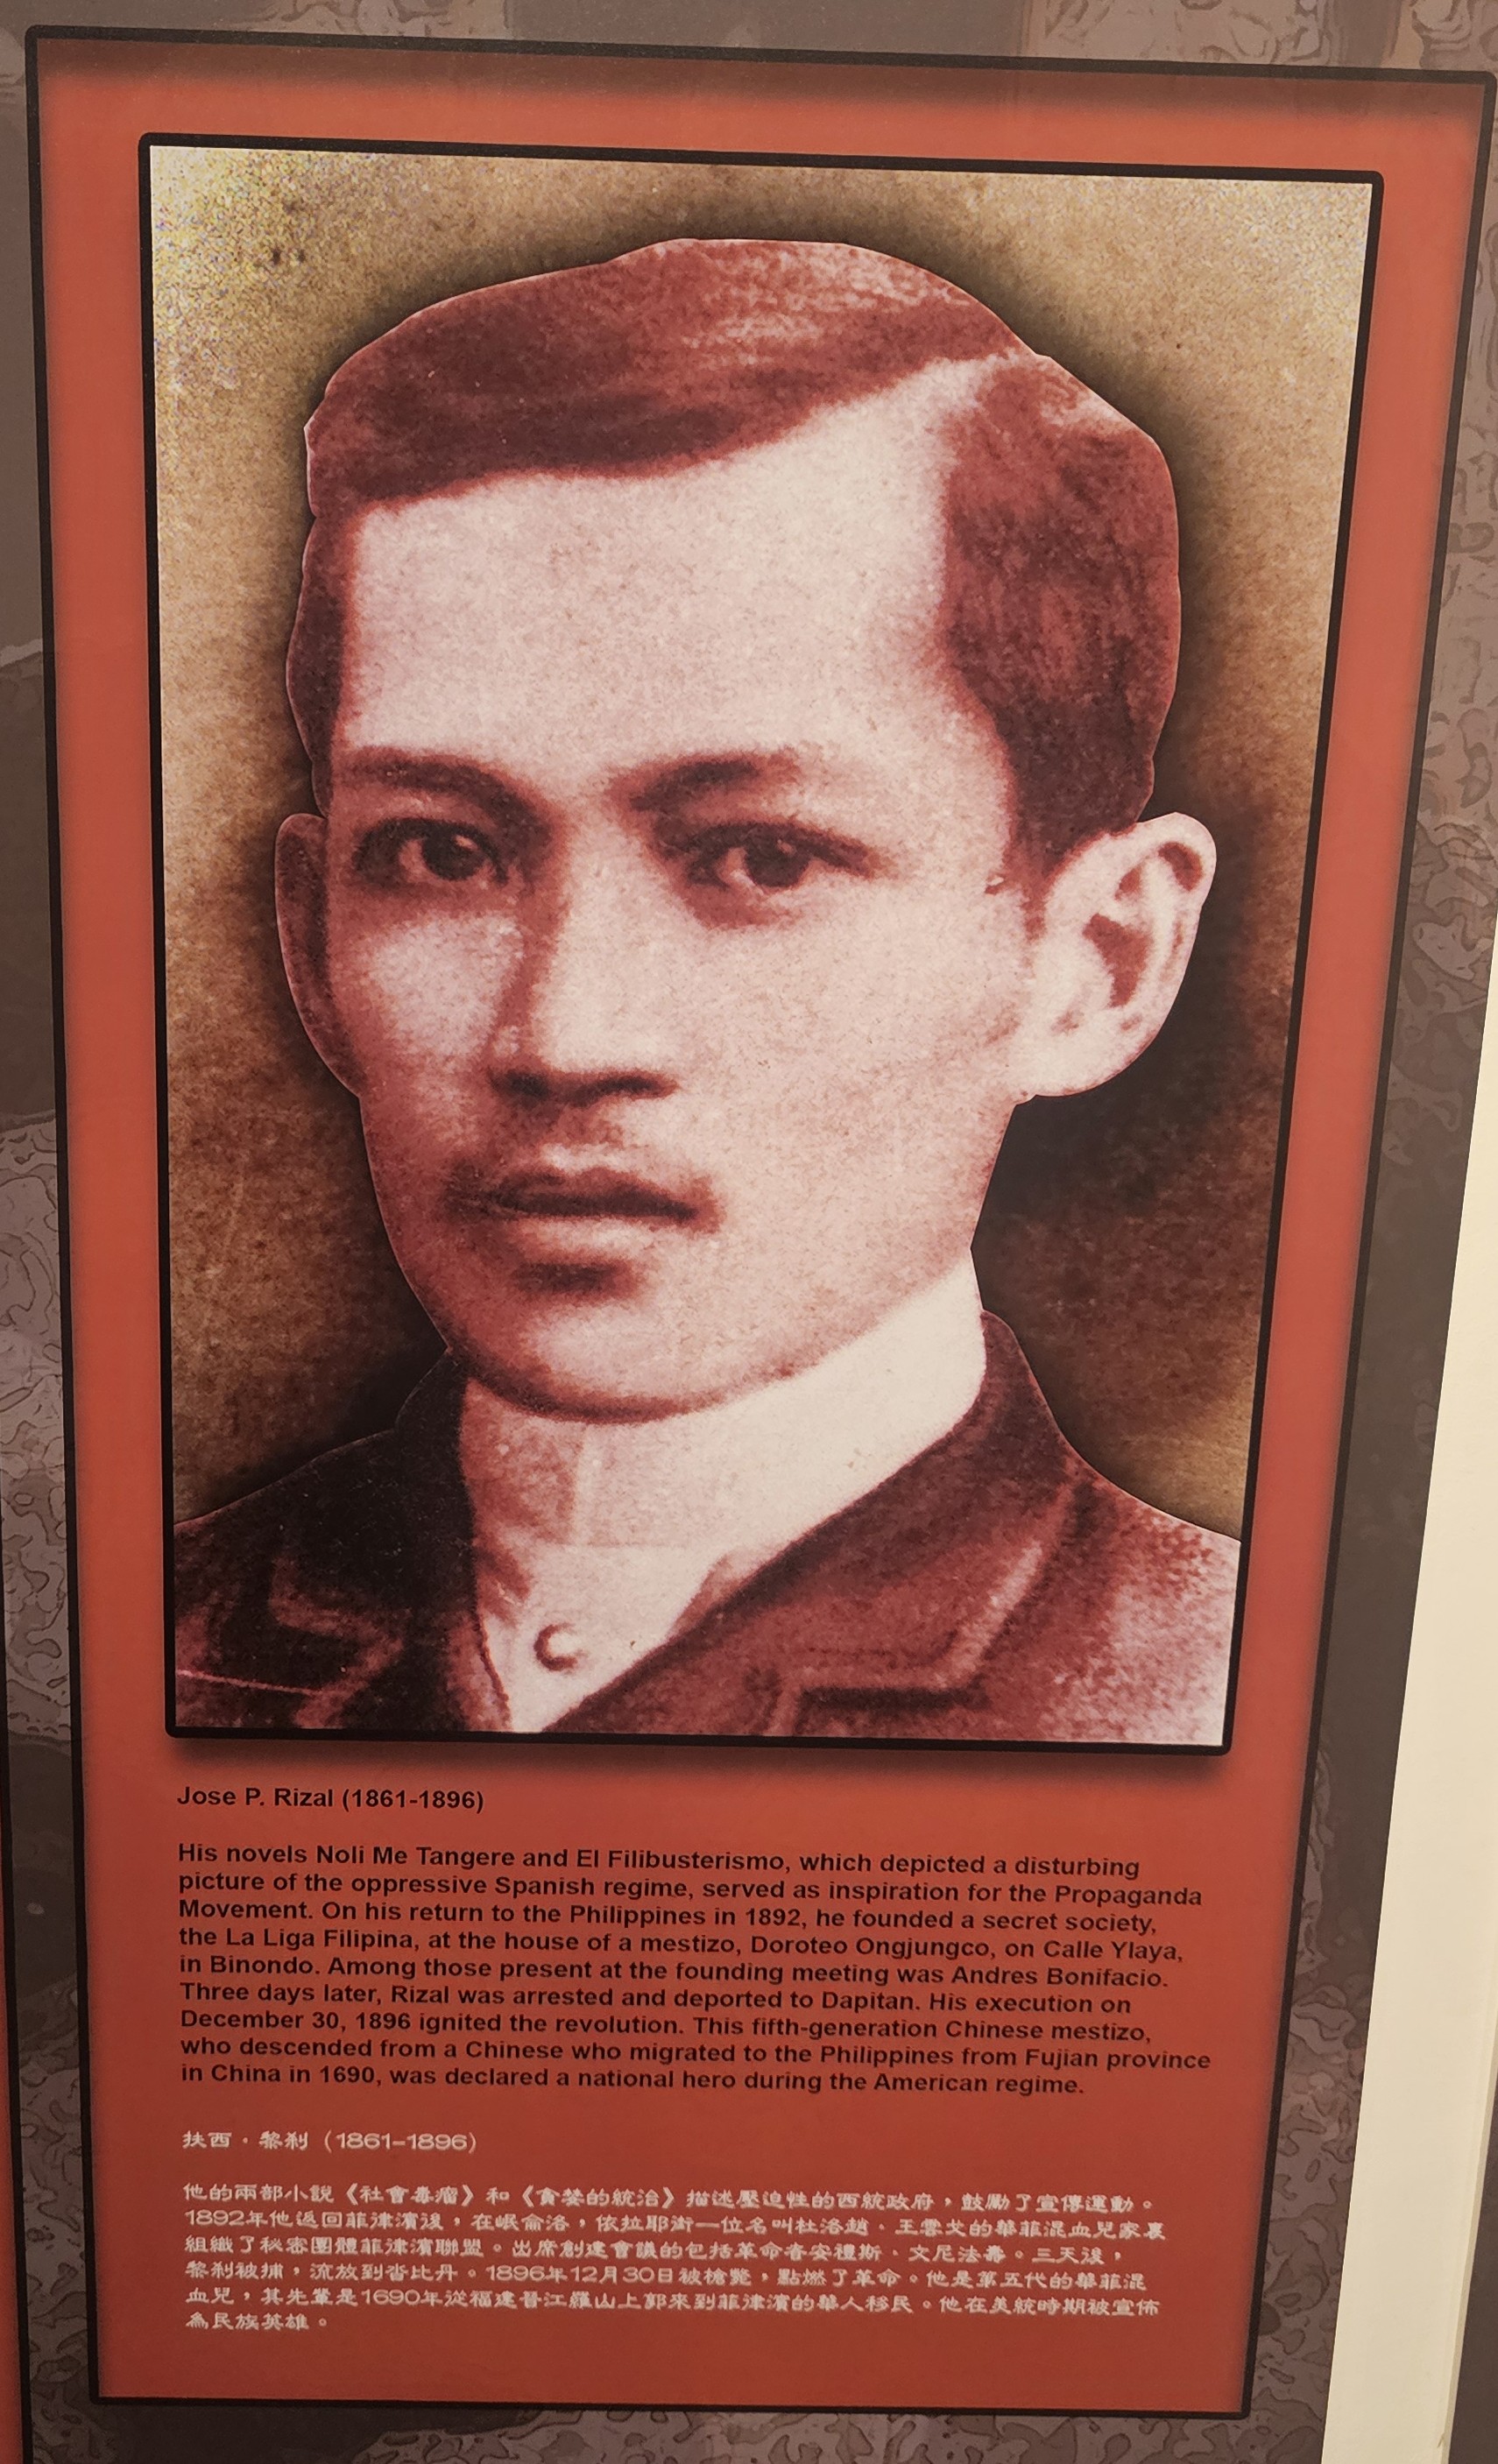 Jose P. Rizal (1861-1896)
His novels Noli Me Tangere and El Filibusterismo, which depicted a disturbing
picture of the oppressive Spanish regime, served as inspiration for the Propaganda
Movement. On his return to the Philippines in 1892, he founded a secret society,
the La Liga Filipina, at the house of a mestizo, Doroteo Ongjungco, on Calle Ylaya,
in Binondo. Among those present at the founding meeting was Andres Bonifacio.
Three days later, Rizal was arrested and deported to Dapitan. His execution on
December 30, 1896 ignited the revolution. This fifth-generation Chinese mestizo,
who descended from a Chinese who migrated to the Philippines from Fujian province
in China in 1690, was declared a national hero during the American regime.
扶西·黎刹（1861-1896）
他的兩部小說《社會毒瘤》和《貪婪的統治》描述壓迫性的西統政府，鼓勵了宣傳運動。
1892年他返回菲律濱後，在岷侖洛，依拉耶街一位名叫杜洛趙·王雲戈的華菲混血兒家裏
組織了秘密團體菲律濱聯盟。出席創建會議的包括革命者安禮斯·文尼法壽。三天後，
黎刹被捕，流放到沓比丹。1896年12月30日被槍斃，點燃了革命。他是第五代的華菲混
血兒，其先輩是1690年從福建晉江羅山上郭來到菲律濱的華人移民。他在美統時期被宣佈
為民族英雄。